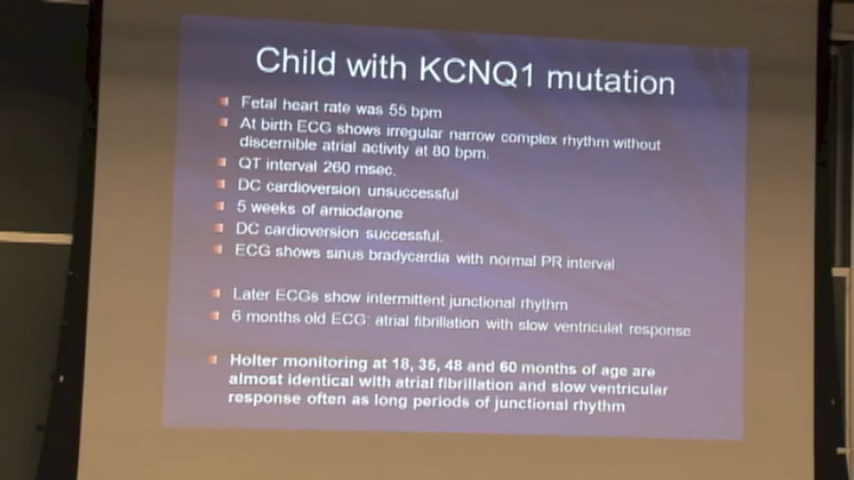 Child with KCNQ1 mutation
Fetal heart rate was 55 bpm
At birth ECG shows irregular narrow complex rhythm without
discernible atrial activity at 80 bpm.
QT interval 260 msec.
DC cardioversion unsuccessful
5 weeks of amiodarone
DC cardioversion successful.
ECG shows sinus bradycardia with normal PR interval
Later ECGs show intermittent junctional rhythm
6 months old ECG: atrial fibrillation with slow ventriculat response
Holter monitoring at 18, 35, 48 and 60 months of age are
almost identical with atrial fibrillation and slow ventricular
response often as long periods of junctional rhythm